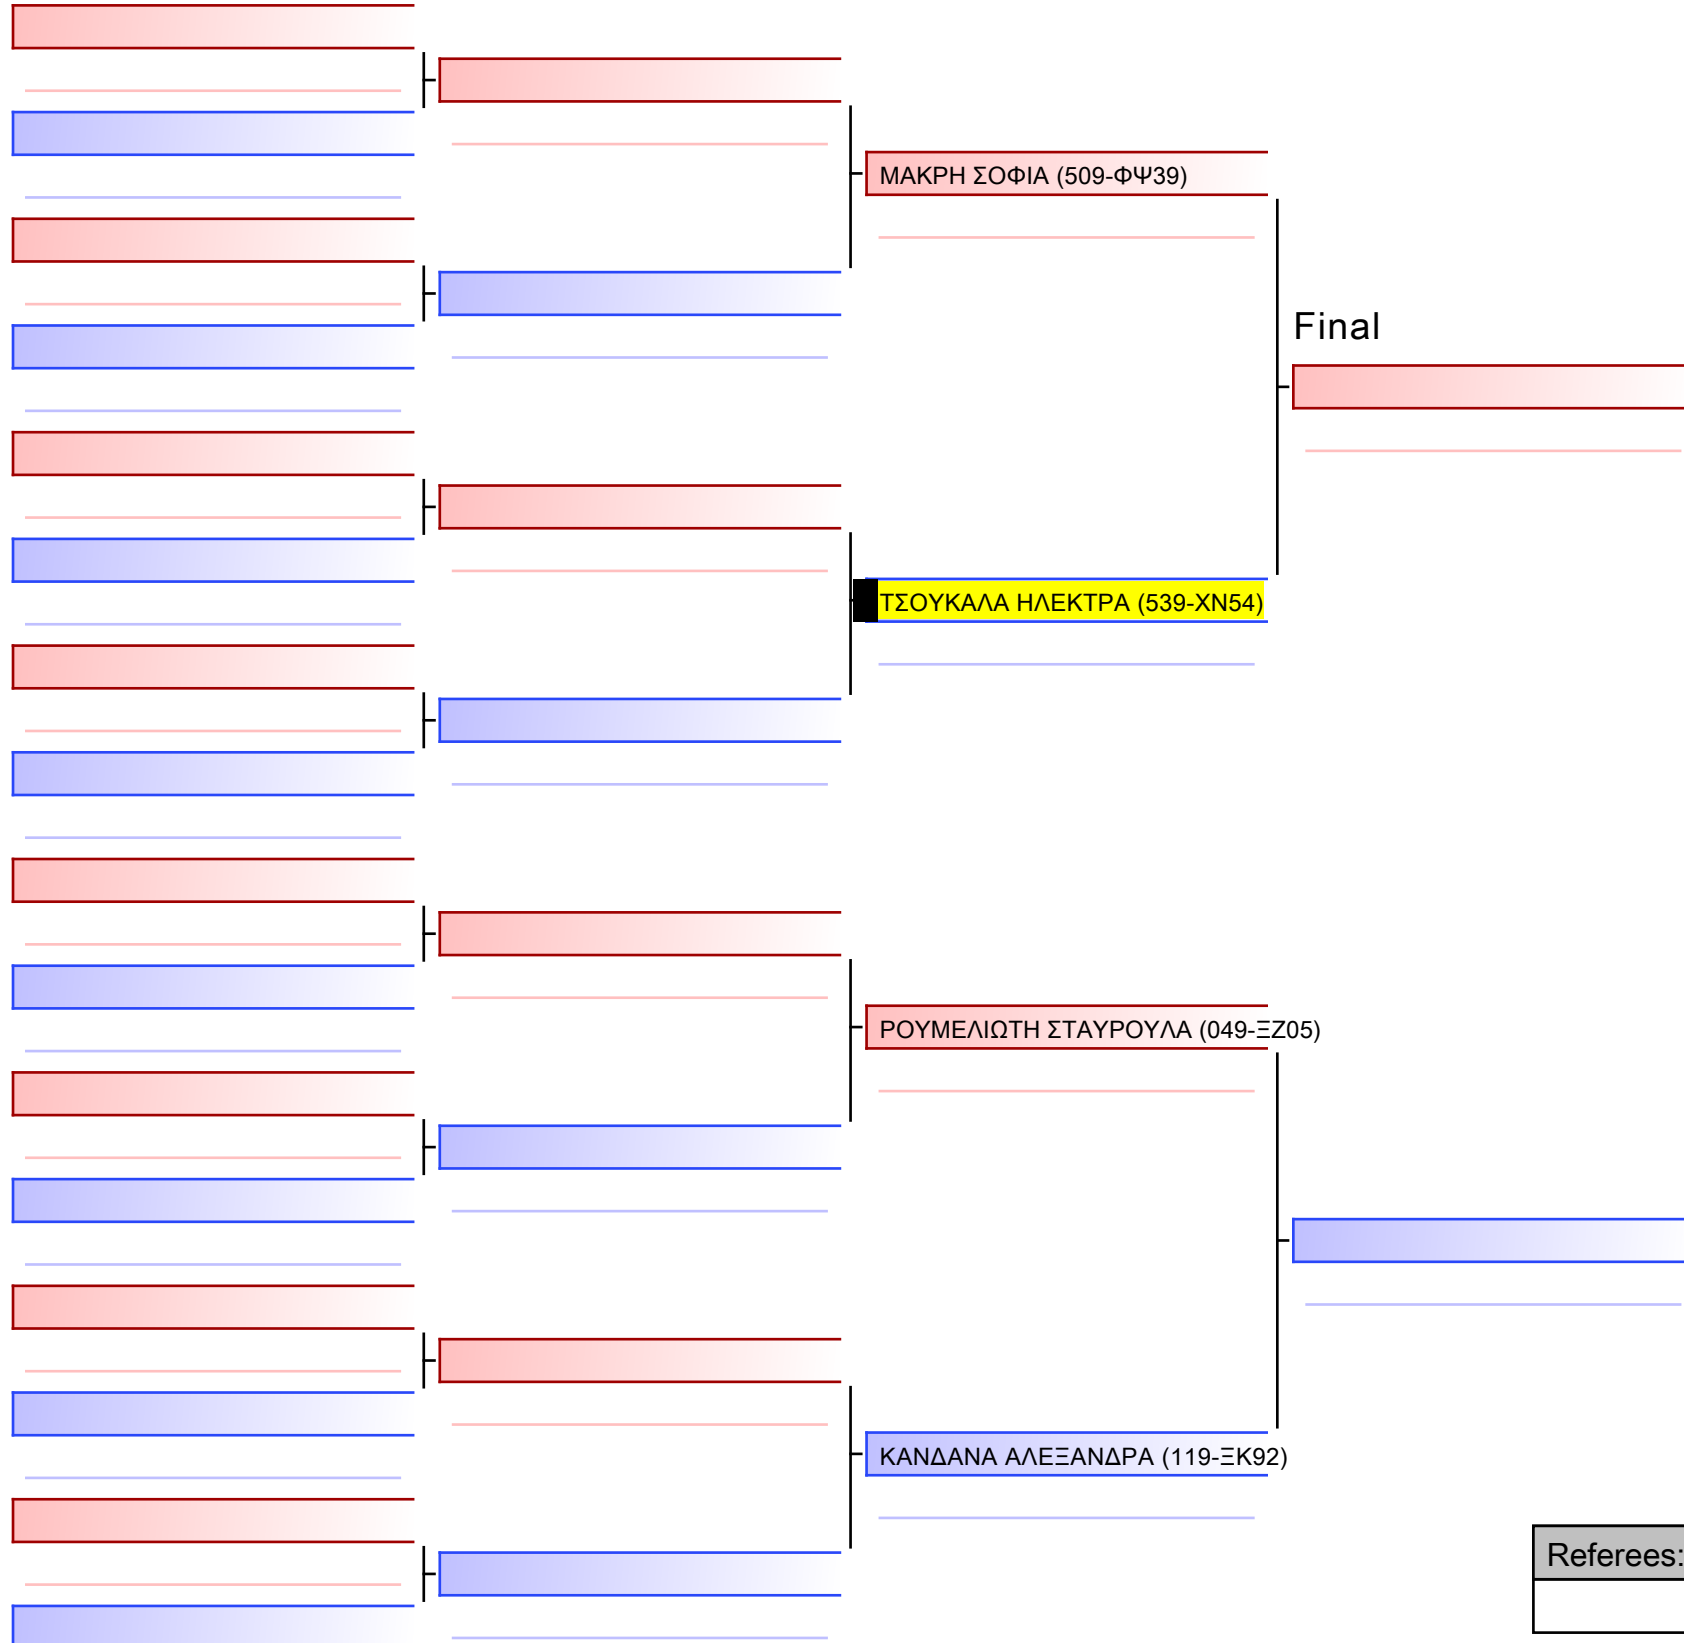 ΜΑΚΡΗ ΣΟΦΙΑ (509-ΦΨ39)
Final
ΤΣΟΥΚΑΛΑ ΗΛΕΚΤΡΑ (539-ΧΝ54)
ΡΟΥΜΕΛΙΩΤΗ ΣΤΑΥΡΟΥΛΑ (049-ΞΖ05)
ΚΑΝΔΑΝΑ ΑΛΕΞΑΝΔΡΑ (119-ΞΚ92)
Referees: